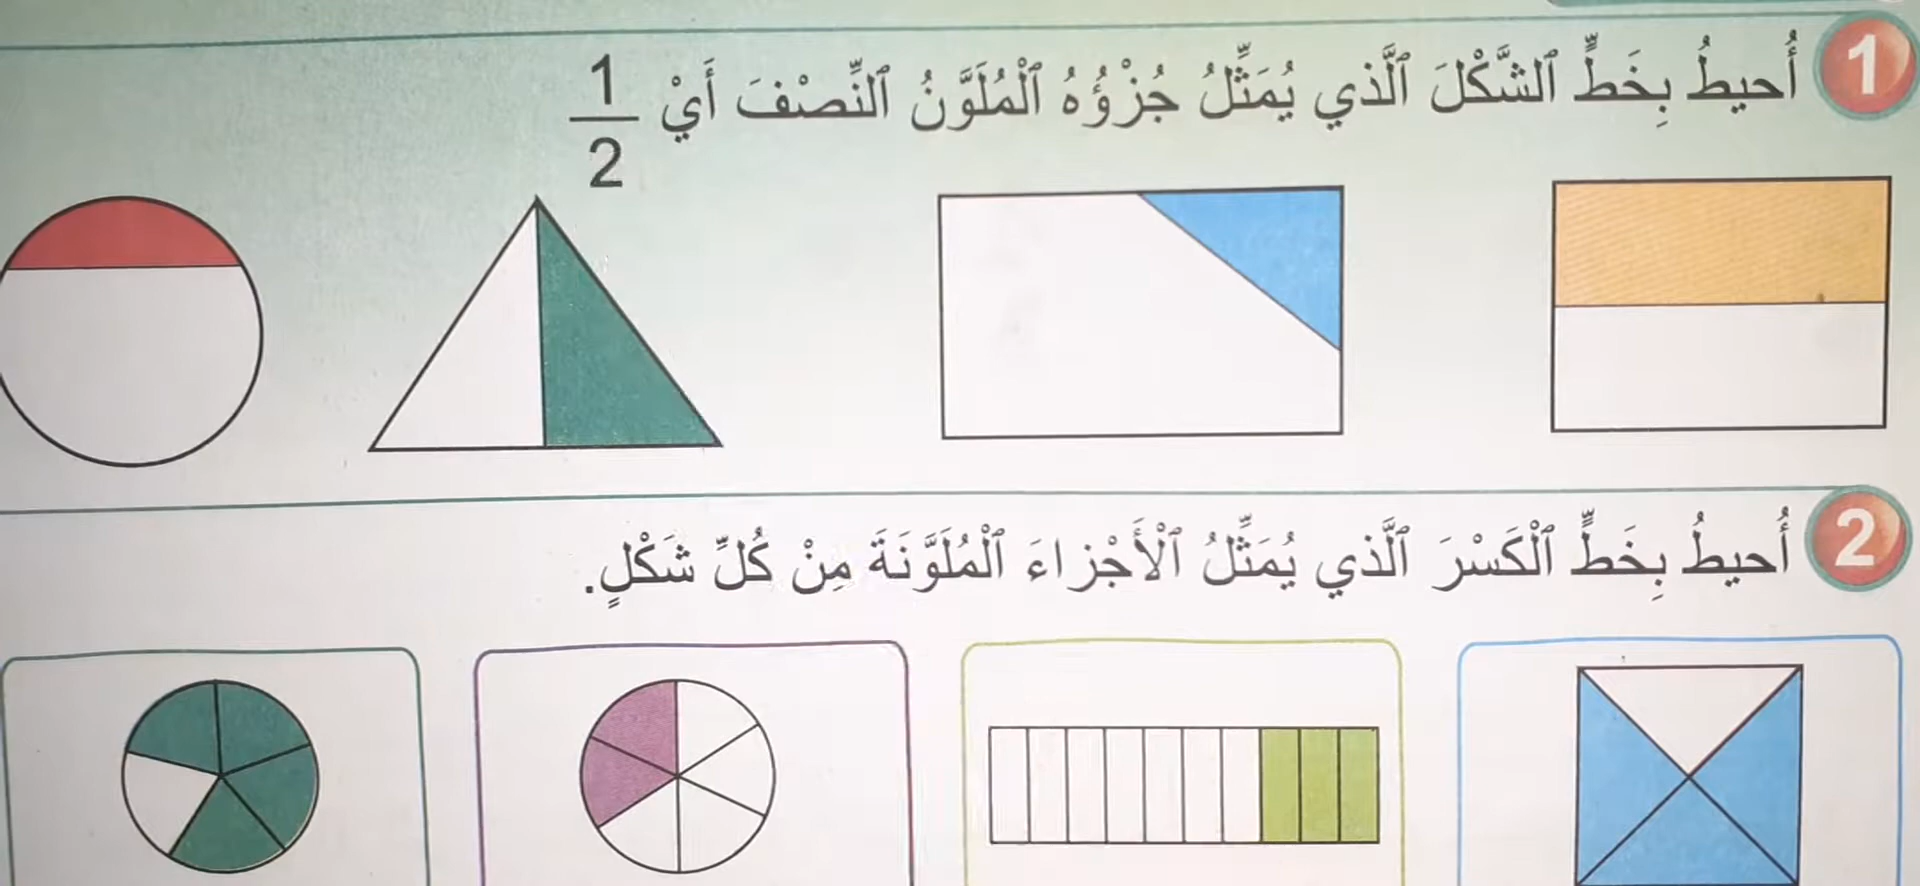 1 أُحيطُ بِخَطٍّ ٱلشَّكْلَ ٱلَّذي يُمَثِّلُ جُزْؤُهُ ٱلْمُلَوَّنُ ٱلنِّصْفَ أَيْ 1/2
2 أُحيطُ بِخَطٍّ ٱلْكَسْرَ ٱلَّذي يُمَثِّلُ ٱلْأَجْزاءَ ٱلْمُلَوَّنَةَ مِنْ كُلِّ شَكْلٍ.